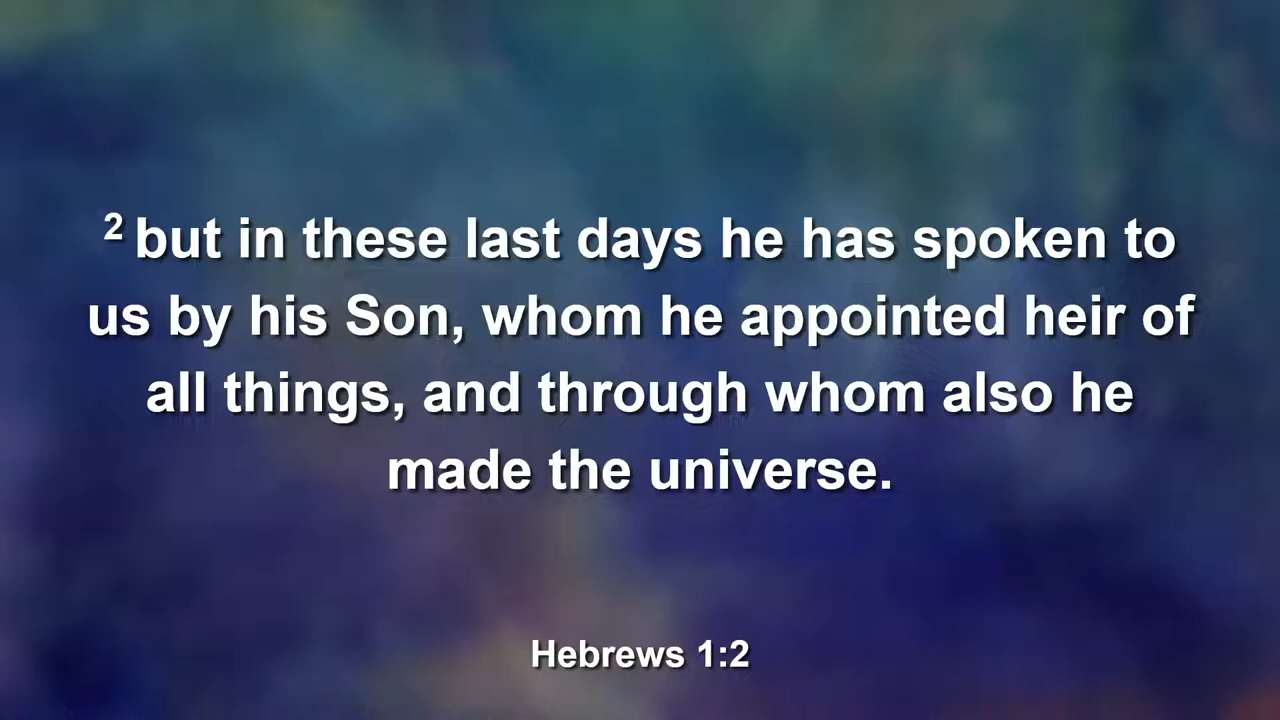 2 but in these last days he has spoken to
us by his Son, whom he appointed heir of
all things, and through whom also he
made the universe.
Hebrews 1:2